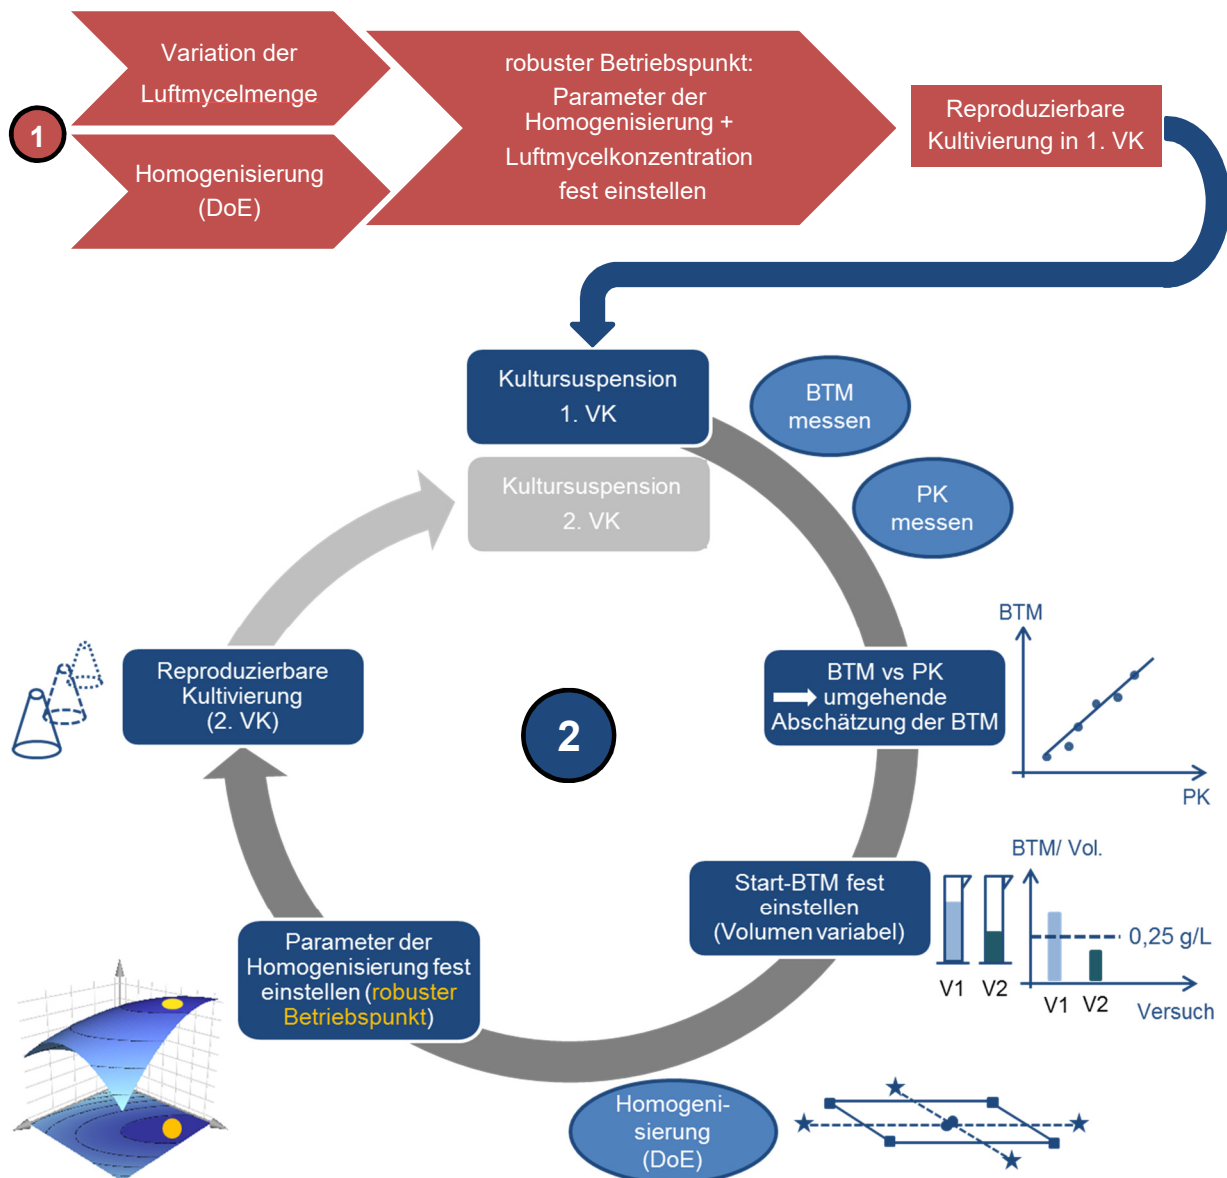 Variation der
Luftmycelmenge
1
Homogenisierung
(DoE)
robuster Betriebspunkt:
Parameter der
Homogenisierung +
Luftmycelkonzentration
fest einstellen
Reproduzierbare
Kultivierung in 1. VK
Kultursuspension
1. VK
BTM
messen
Kultursuspension
2. VK
PK
messen
BTM vs PK
umgehende
Abschätzung der BTM
BTM
PK
2
Reproduzierbare
Kultivierung
(2. VK)
Start-BTM fest
einstellen
(Volumen variabel)
V1 V2
BTM/ Vol.
0,25 g/L
V1 V2
Versuch
Parameter der
Homogenisierung fest
einstellen (robuster
Betriebspunkt)
Homogeni-
sierung
(DoE)